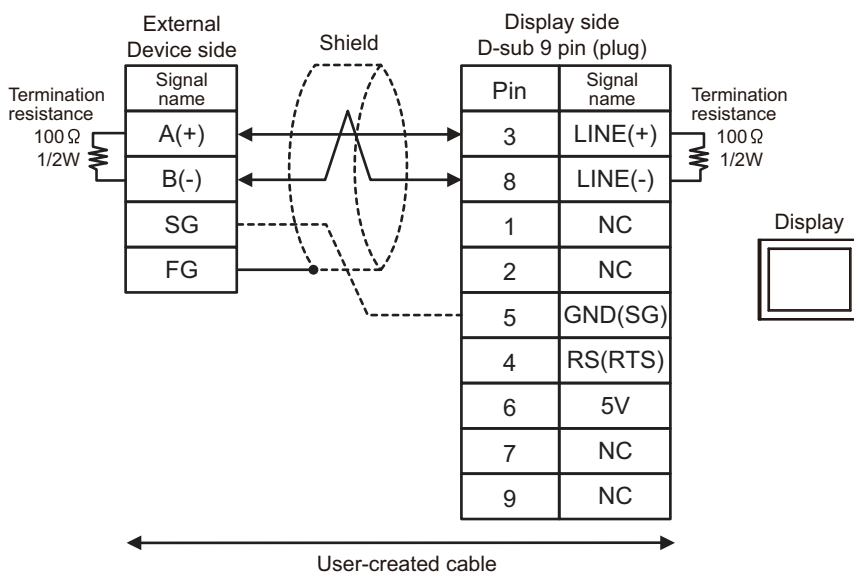 External
Device side
Shield
Display side
D-sub 9 pin (plug)
Signal
name
Pin
Signal
name
Termination
resistance
100Ω
1/2W
Termination
resistance
100Ω
1/2W
A(+)
3
LINE(+)
B(-)
8
LINE(-)
SG
1
NC
FG
2
NC
5
GND(SG)
4
RS(RTS)
6
5V
7
NC
9
NC
Display
User-created cable